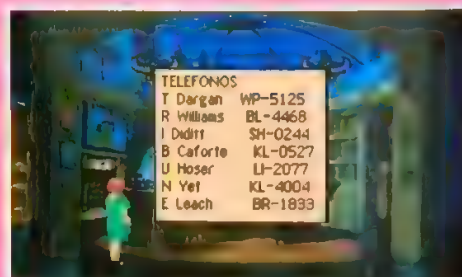 TELEFONOS
T Dargan WP-5125
R Williams BL-4468
I Diditt SH-0244
B Caforte KL-0527
U Hoser LI-2077
N Yet KL-4004
E Leach BR-1833